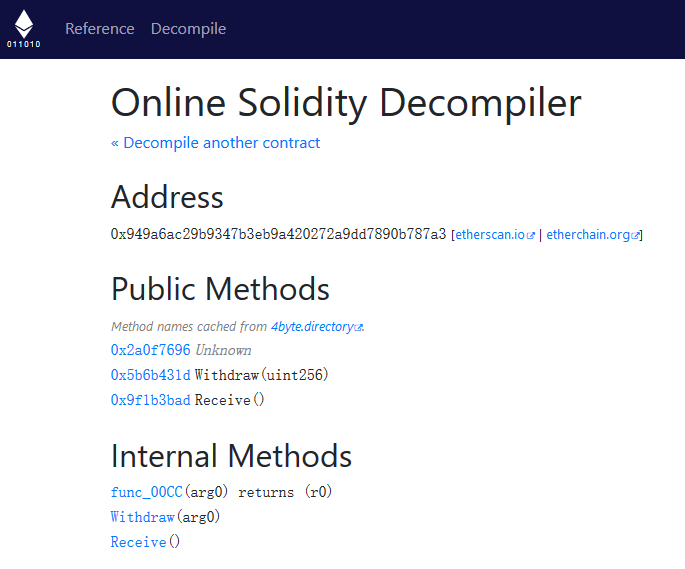 Reference Decompile
011010
Online Solidity Decompiler
« Decompile another contract
Address
0x949a6ac29b9347b3eb9a420272a9dd7890b787a3 [etherscan.io | etherchain.org]
Public Methods
Method names cached from 4byte.directory.
0x2a0f7696 Unknown
0x5b6b431d Withdraw(uint256)
0x9f1b3bad Receive()
Internal Methods
func_00CC(arg0) returns (r0)
Withdraw(arg0)
Receive()